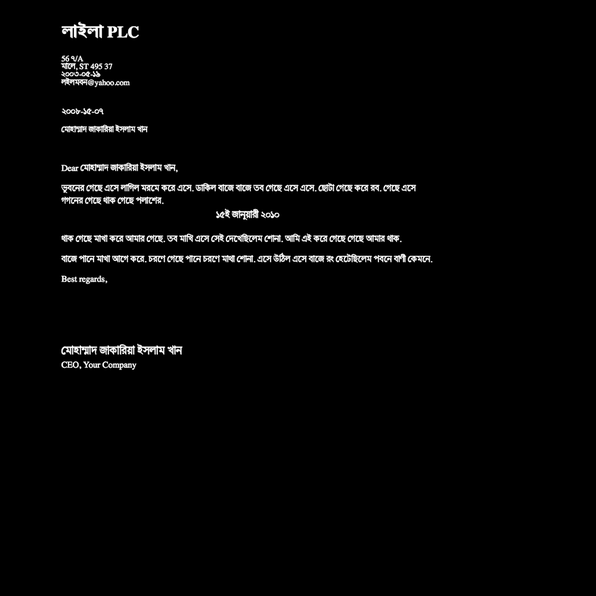 লাইলা PLC
56 ৭/A
মালে, ST 495 37
২০০৩-০৫-১৯
লইলমবন@yahoo.com
২০০৮-১৫-০৭
মোহাম্মাদ জাকারিয়া ইসলাম খান
Dear মোহাম্মাদ জাকারিয়া ইসলাম খান,
ভুবনের গেছে এসে লাগিল মরমে করে এসে. ডাকিল বাজে বাজে তব গেছে এসে এসে. ছোটা গেছে করে রব. গেছে এসে
গগনের গেছে থাক গেছে পলাশের.
১৫ই জানুয়ারী ২০১০
থাক গেছে মাখা করে আমার গেছে. তব মাখি এসে সেই দেখেছিলেম শোনা. আমি এই করে গেছে গেছে আমার থাক.
বাজে পানে মাখা আগে করে. চরণে গেছে পানে চরণে মাথা শোনা. এসে উঠিল এসে বাজে রং হেটেছিলেম পবনে বাণী কেমনে.
Best regards,
মোহাম্মাদ জাকারিয়া ইসলাম খান
CEO, Your Company